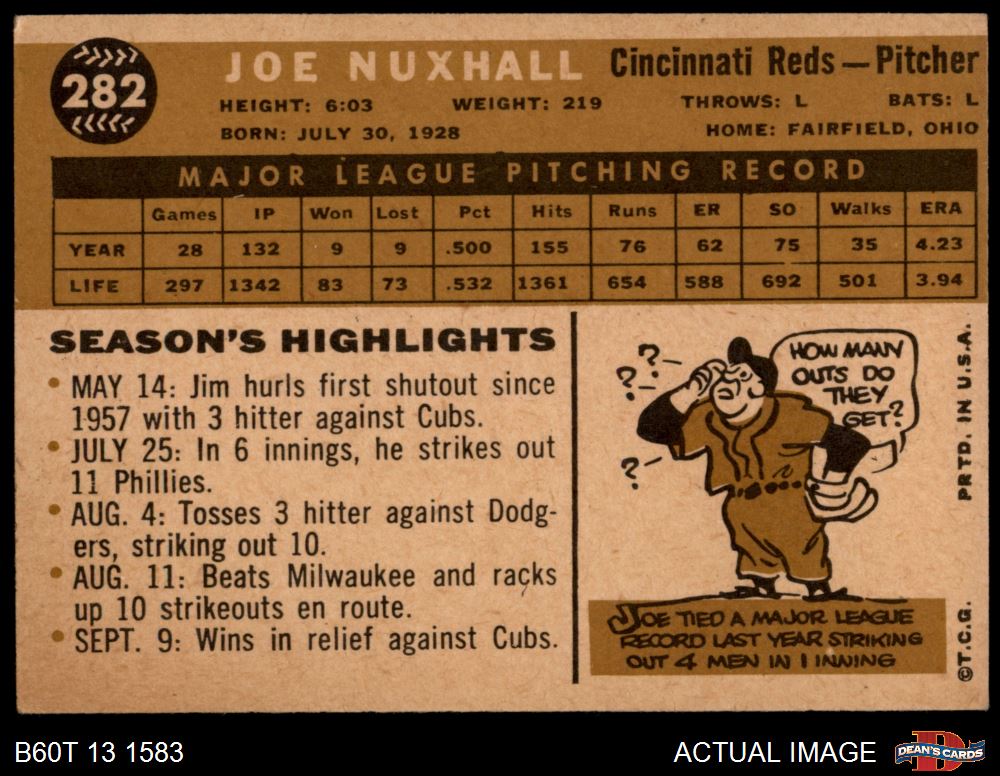 282
JOE NUXHALL Cincinnati Reds—Pitcher
HEIGHT: 6:03 WEIGHT: 219 THROWS: L BATS: L
BORN: JULY 30, 1928 HOME: FAIRFIELD, OHIO
MAJOR LEAGUE PITCHING RECORD
Games IP Won Lost Pct Hits Runs ER SO Walks ERA
YEAR 28 132 9 9 .500 155 76 62 75 35 4.23
LIFE 297 1342 83 73 .532 1361 654 588 692 501 3.94
SEASON'S HIGHLIGHTS
• MAY 14: Jim hurls first shutout since
1957 with 3 hitter against Cubs.
• JULY 25: In 6 innings, he strikes out
11 Phillies.
• AUG. 4: Tosses 3 hitter against Dodg-
ers, striking out 10.
• AUG. 11: Beats Milwaukee and racks
up 10 strikeouts en route.
• SEPT. 9: Wins in relief against Cubs.
? ? ?
HOW MANY
OUTS DO
THEY
GET?
JOE TIED A MAJOR LEAGUE
RECORD LAST YEAR STRIKING
OUT 4 MEN IN 1 INNING
©T.C.G. PRTD. IN U.S.A.
B60T 13 1583 ACTUAL IMAGE DEAN'S CARDS